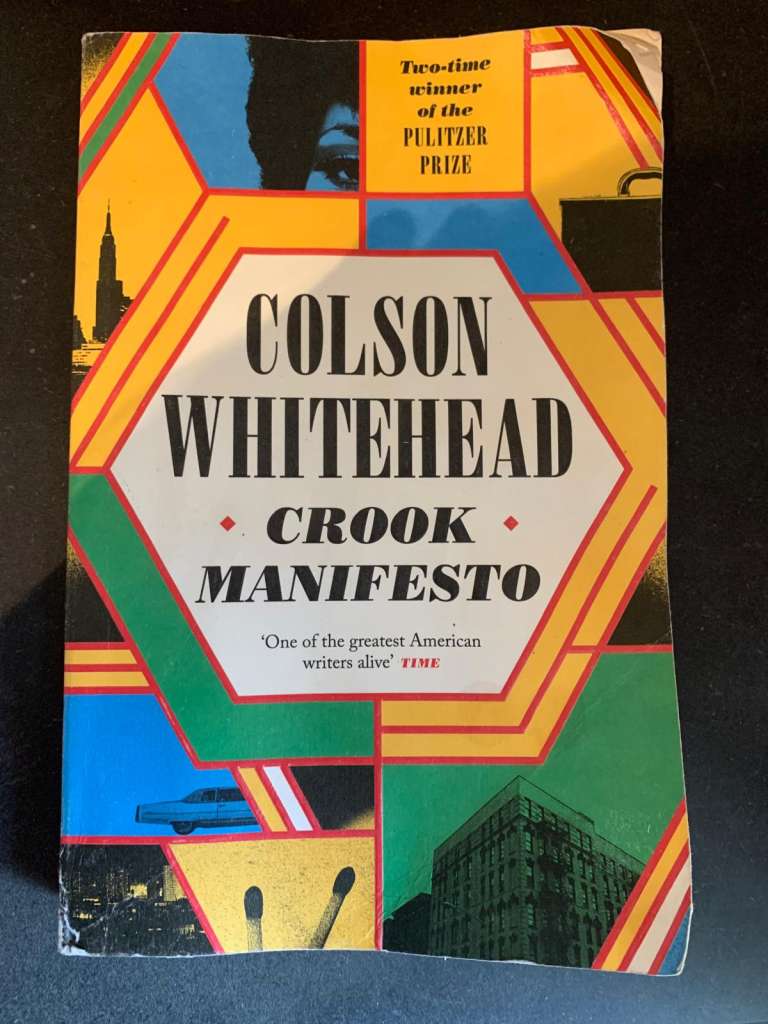 Two-time
winner
of the
PULITZER
PRIZE
COLSON
WHITEHEAD
CROOK
MANIFESTO
‘One of the greatest American
writers alive’ TIME